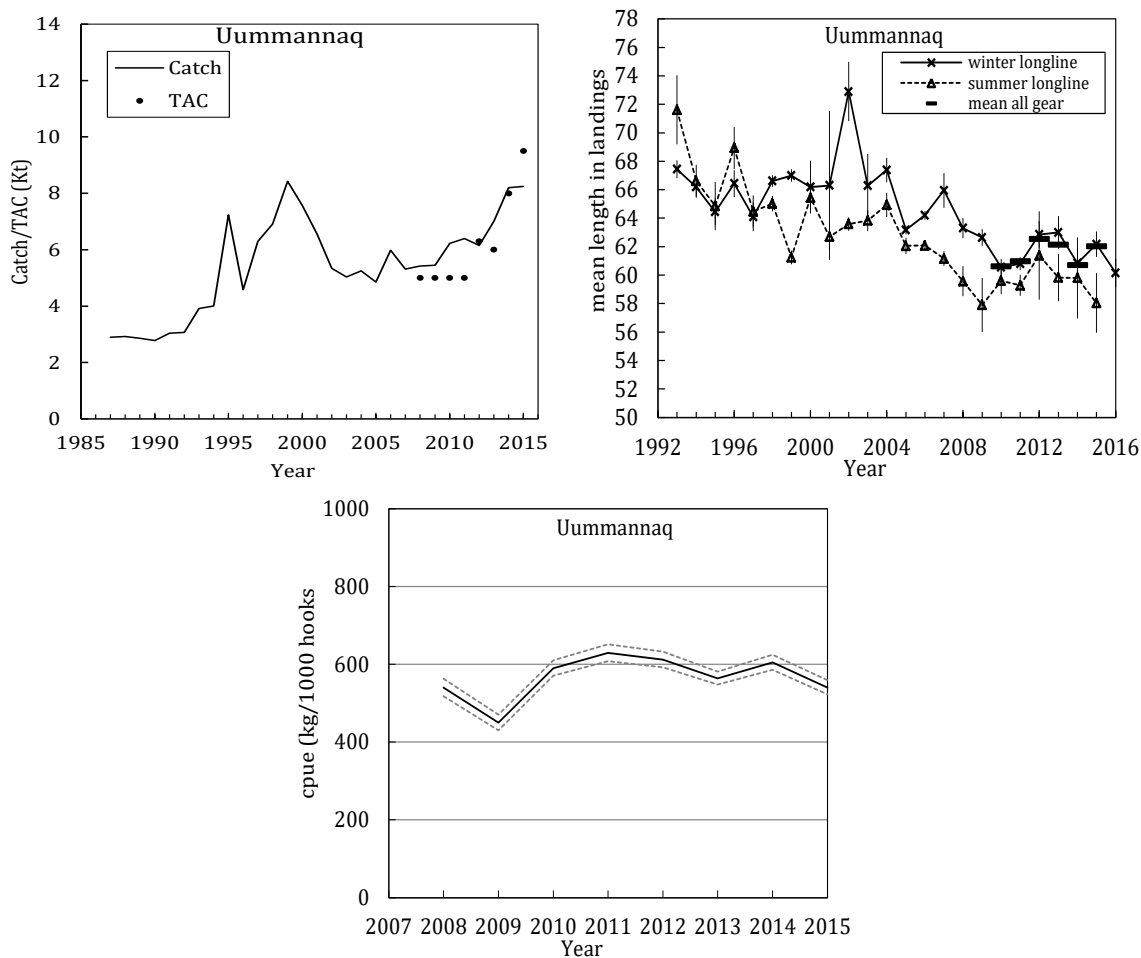 Uummannaq
Catch
TAC
Catch/TAC (Kt)
14
12
10
8
6
4
2
0
1985 1990 1995 2000 2005 2010 2015
Year
Uummannaq
winter longline
summer longline
mean all gear
mean length in landings
78
76
74
72
70
68
66
64
62
60
58
56
54
52
50
1992 1996 2000 2004 2008 2012 2016
Year
Uummannaq
cpue (kg/1000 hooks
1000
800
600
400
200
0
2007 2008 2009 2010 2011 2012 2013 2014 2015
Year